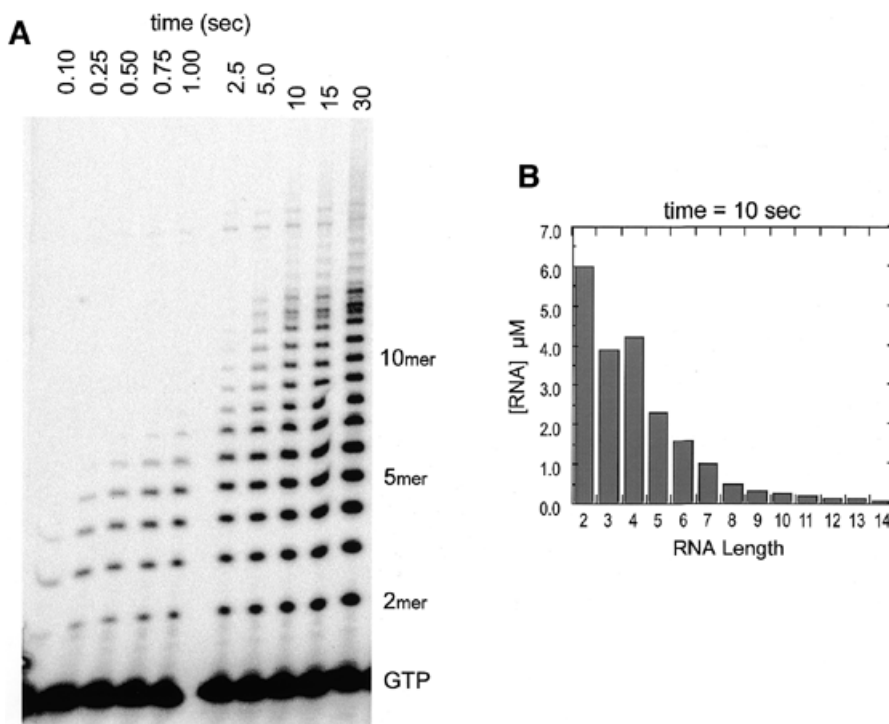 A
time (sec)
0.10 0.25 0.50 0.75 1.00 2.5 5.0 10 15 30
10mer
5mer
2mer
GTP
B
time = 10 sec
7.0
6.0
5.0
4.0
3.0
2.0
1.0
0.0
[RNA] µM
2 3 4 5 6 7 8 9 10 11 12 13 14
RNA Length